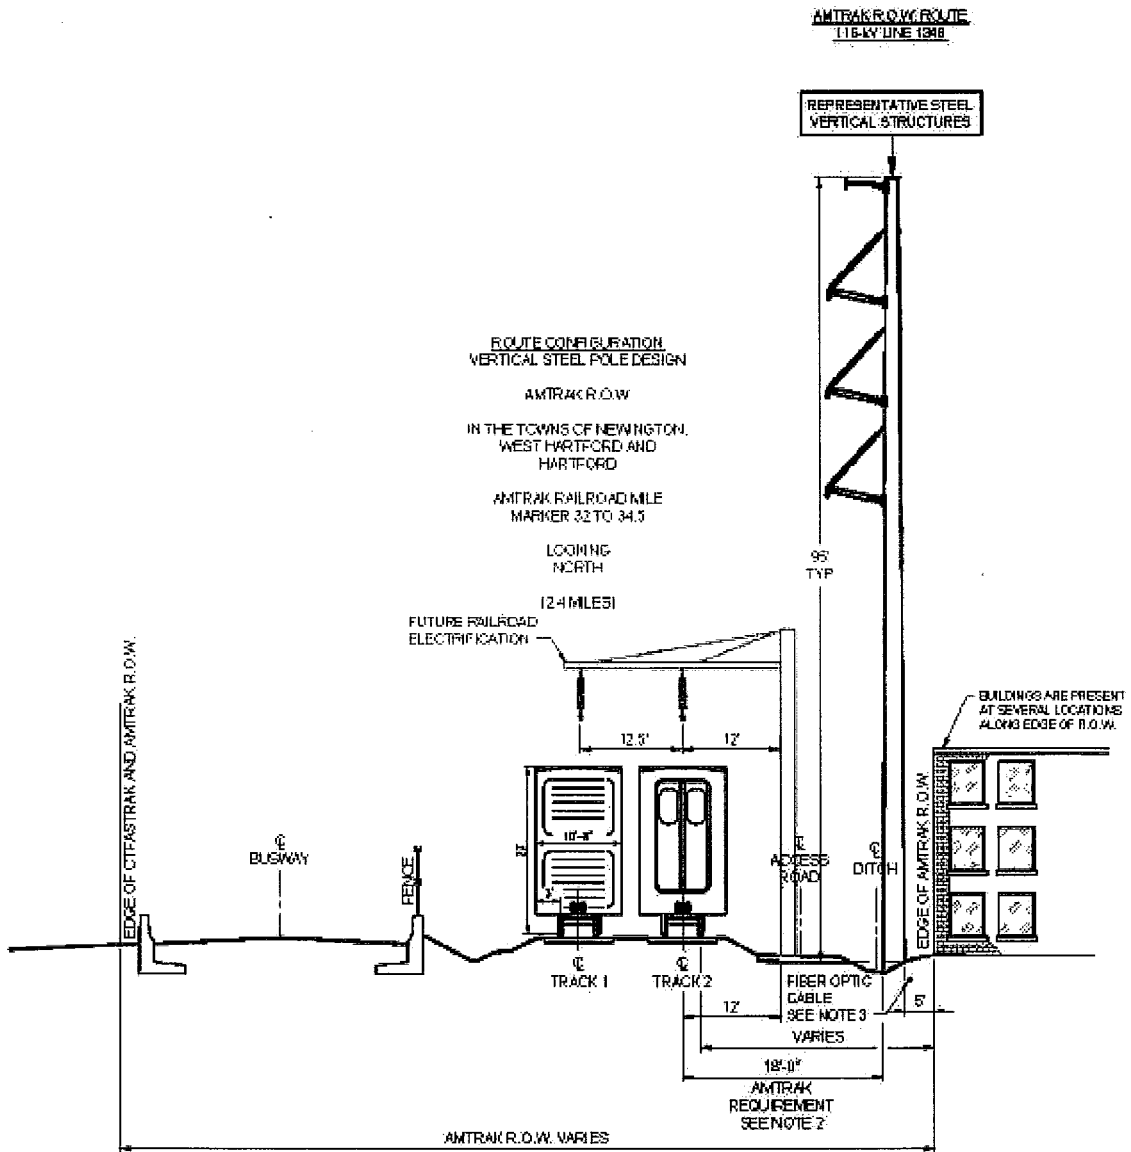 AMTRAK R.O.W. ROUTE
115-kV LINE 1346
REPRESENTATIVE STEEL
VERTICAL STRUCTURES
ROUTE CONFIGURATION
VERTICAL STEEL POLE DESIGN
AMTRAK R.O.W
IN THE TOWNS OF NEWINGTON,
WEST HARTFORD AND
HARTFORD
AMTRAK RAILROAD MILE
MARKER 32 TO 34.5
LOOKING
NORTH
(2.4 MILES)
95'
TYP
FUTURE RAILROAD
ELECTRIFICATION
BUILDINGS ARE PRESENT
AT SEVERAL LOCATIONS
ALONG EDGE OF R.O.W.
12.5'
12'
EDGE OF CTFASTRAK AND AMTRAK R.O.W.
℄
BUSWAY
FENCE
10'-8"
3'
℄
ACCESS
ROAD
℄
DITCH
EDGE OF AMTRAK R.O.W.
℄
TRACK 1
℄
TRACK 2
FIBER OPTIC
CABLE
SEE NOTE 3
12'
5'
VARIES
18'-0"
AMTRAK
REQUIREMENT
SEE NOTE 2
AMTRAK R.O.W. VARIES